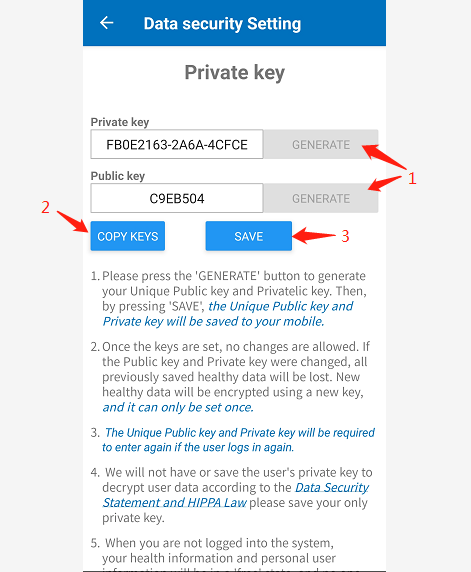 Data security Setting
Private key
Private key
FB0E2163-2A6A-4CFCE GENERATE
1
Public key
C9EB504 GENERATE
2
COPY KEYS SAVE 3
1. Please press the 'GENERATE' button to generate
your Unique Public key and Privatelic key. Then,
by pressing 'SAVE', the Unique Public key and
Private key will be saved to your mobile.
2. Once the keys are set, no changes are allowed. If
the Public key and Private key were changed, all
previously saved healthy data will be lost. New
healthy data will be encrypted using a new key,
and it can only be set once.
3. The Unique Public key and Private key will be required
to enter again if the user logs in again.
4. We will not have or save the user's private key to
decrypt user data according to the Data Security
Statement and HIPPA Law please save your only
private key.
5. When you are not logged into the system,
your health information and personal user